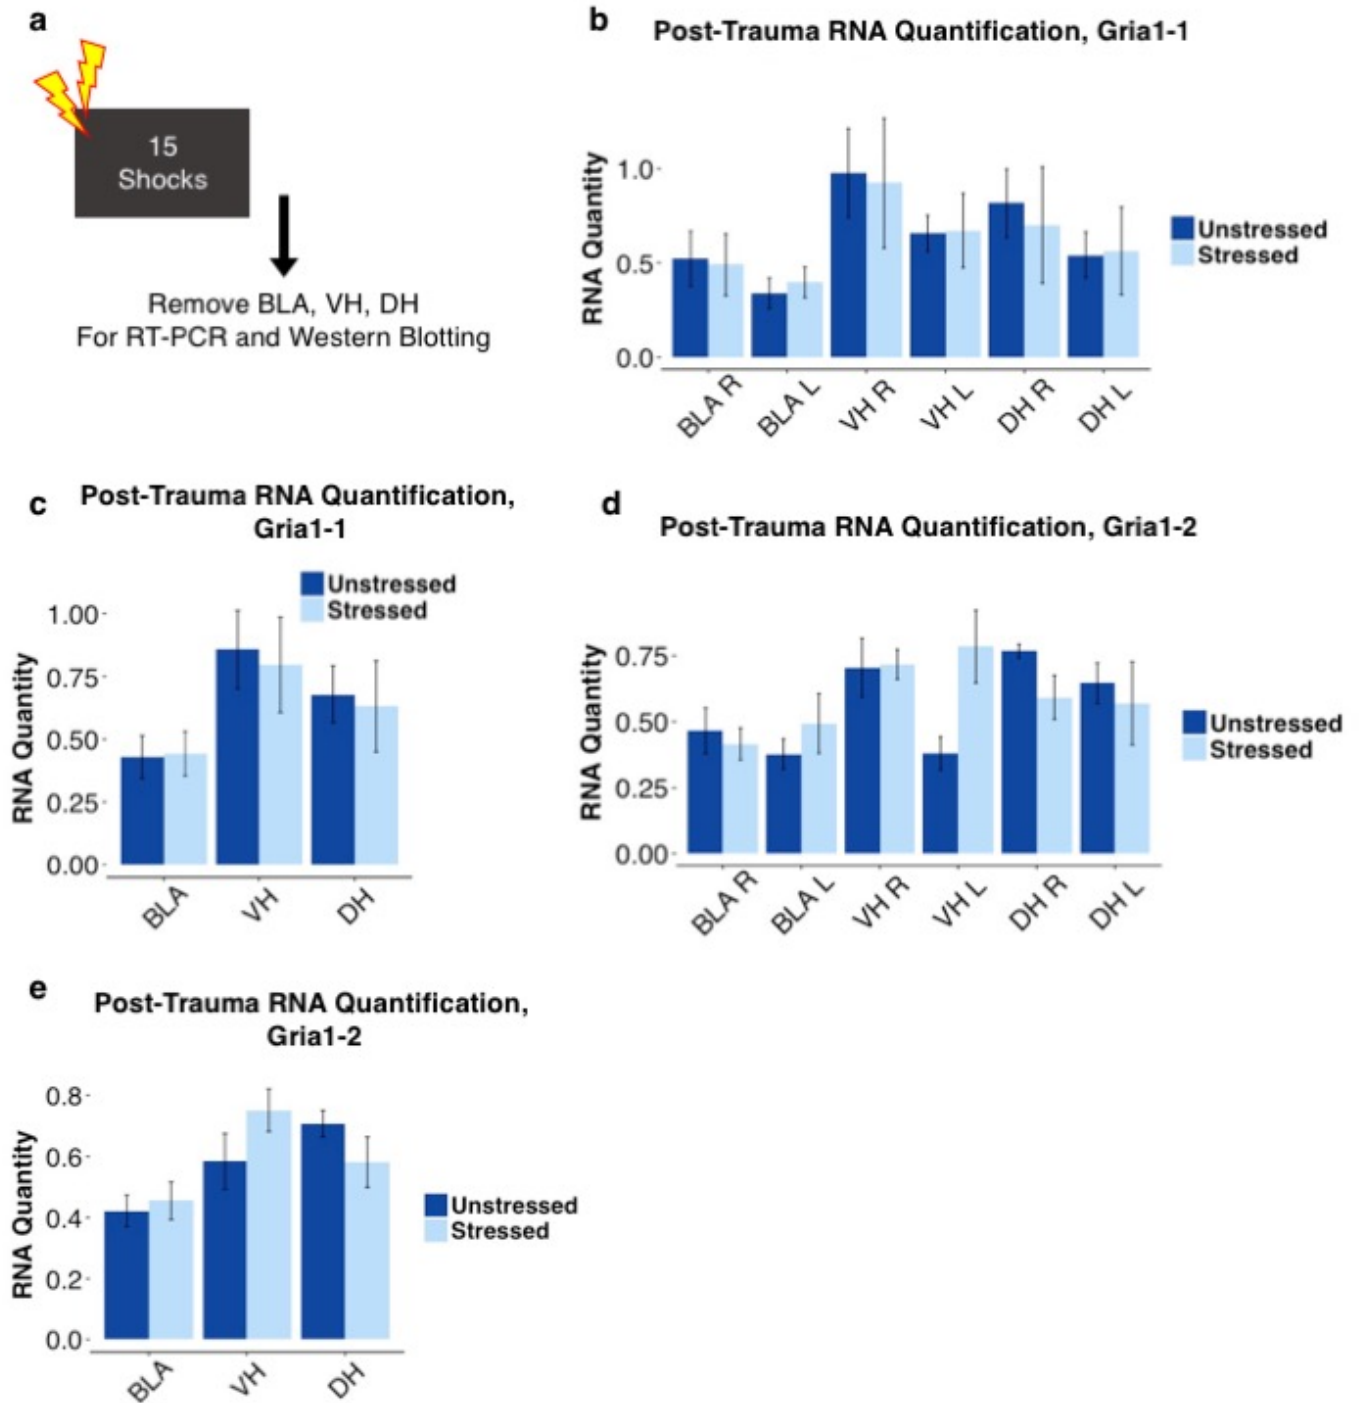 a
15
Shocks
Remove BLA, VH, DH
For RT-PCR and Western Blotting
b
Post-Trauma RNA Quantification, Gria1-1
RNA Quantity
1.0
0.5
0.0
BLA R
BLA L
VH R
VH L
DH R
DH L
Unstressed
Stressed
c
Post-Trauma RNA Quantification,
Gria1-1
Unstressed
Stressed
RNA Quantity
1.00
0.75
0.50
0.25
0.00
BLA
VH
DH
d
Post-Trauma RNA Quantification, Gria1-2
RNA Quantity
0.75
0.50
0.25
0.00
BLA R
BLA L
VH R
VH L
DH R
DH L
Unstressed
Stressed
e
Post-Trauma RNA Quantification,
Gria1-2
RNA Quantity
0.8
0.6
0.4
0.2
0.0
BLA
VH
DH
Unstressed
Stressed